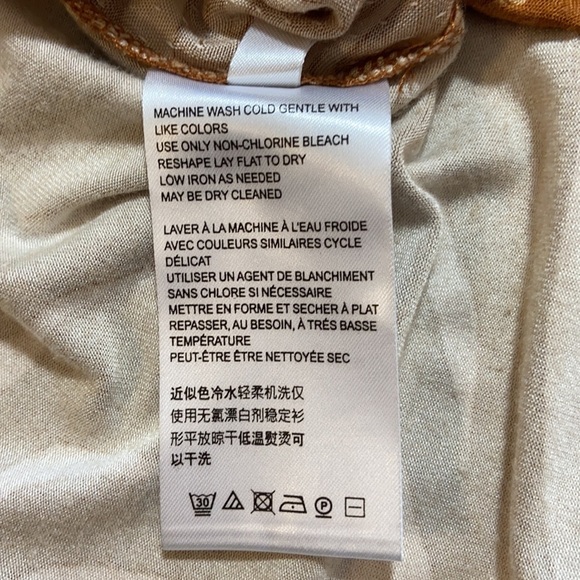 MACHINE WASH COLD GENTLE WITH
LIKE COLORS
USE ONLY NON-CHLORINE BLEACH
RESHAPE LAY FLAT TO DRY
LOW IRON AS NEEDED
MAY BE DRY CLEANED
LAVER À LA MACHINE À L'EAU FROIDE
AVEC COULEURS SIMILAIRES CYCLE
DÉLICAT
UTILISER UN AGENT DE BLANCHIMENT
SANS CHLORE SI NÉCESSAIRE
METTRE EN FORME ET SECHER À PLAT
REPASSER, AU BESOIN, À TRÉS BASSE
TEMPÉRATURE
PEUT-ÊTRE ÊTRE NETTOYÉE SEC
近似色冷水轻柔机洗仅
使用无氯漂白剂稳定衫
形平放晾干低温熨烫可
以干洗
30 P